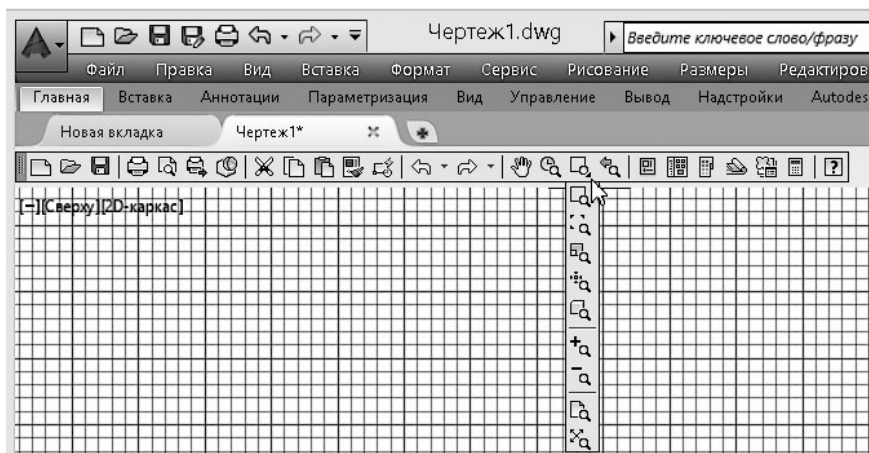 Чертеж1.dwg
Введите ключевое слово/фразу
Файл Правка Вид Вставка Формат Сервис Рисование Размеры Редактиров
Главная Вставка Аннотации Параметризация Вид Управление Вывод Надстройки Autodes
Новая вкладка Чертеж1*
[−][Сверху][2D-каркас]